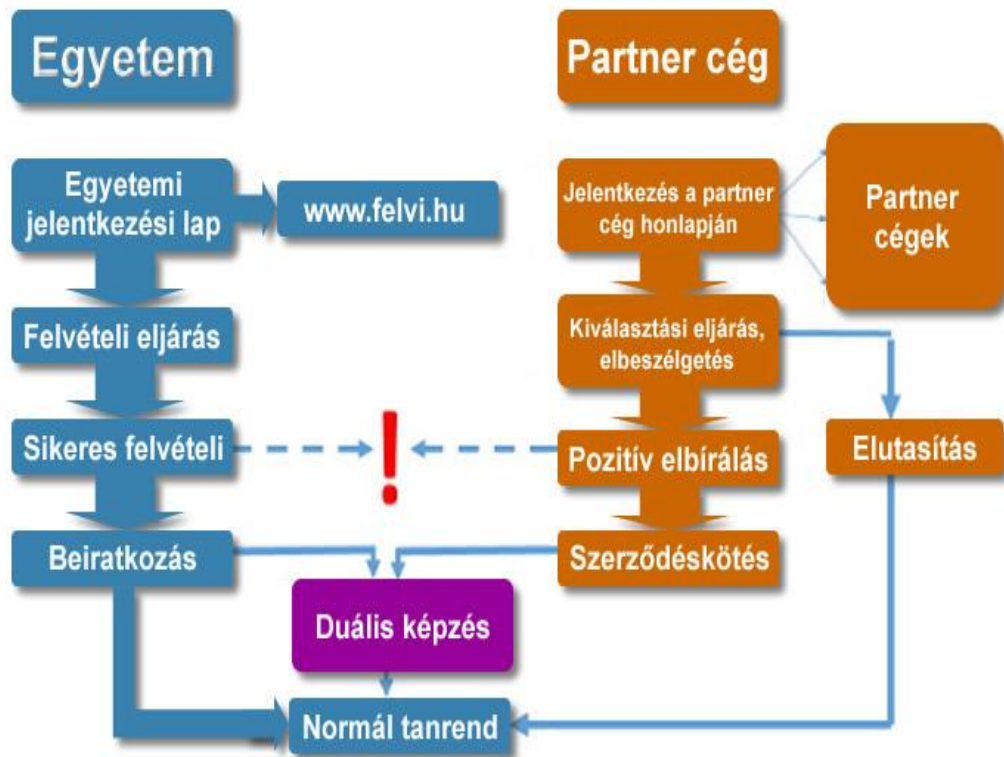 Egyetem
Partner cég
Egyetemi
jelentkezési lap
www.felvi.hu
Jelentkezés a partner
cég honlapján
Partner
cégek
Felvételi eljárás
Kiválasztási eljárás,
elbeszélgetés
Sikeres felvételi
!
Pozitív elbírálás
Elutasítás
Beiratkozás
Szerződéskötés
Duális képzés
Normál tanrend